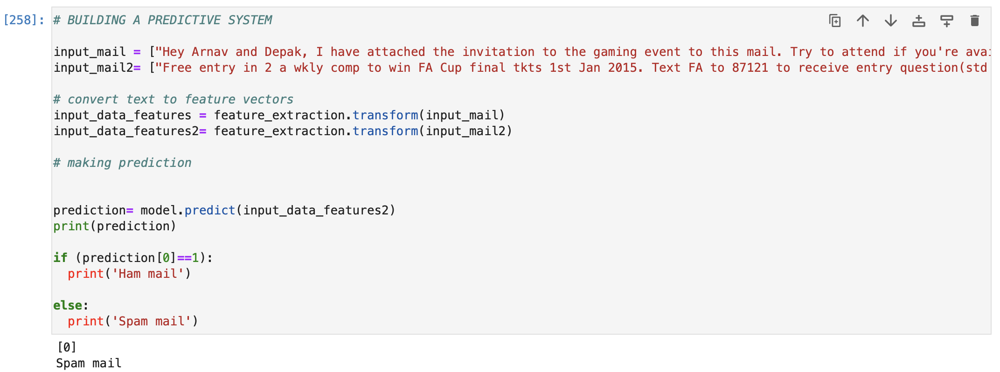 [258]: # BUILDING A PREDICTIVE SYSTEM
input_mail = ["Hey Arnav and Depak, I have attached the invitation to the gaming event to this mail. Try to attend if you're avai
input_mail2= ["Free entry in 2 a wkly comp to win FA Cup final tkts 1st Jan 2015. Text FA to 87121 to receive entry question(std
# convert text to feature vectors
input_data_features = feature_extraction.transform(input_mail)
input_data_features2= feature_extraction.transform(input_mail2)
# making prediction
prediction= model.predict(input_data_features2)
print(prediction)
if (prediction[0]==1):
  print('Ham mail')
else:
  print('Spam mail')
[0]
Spam mail